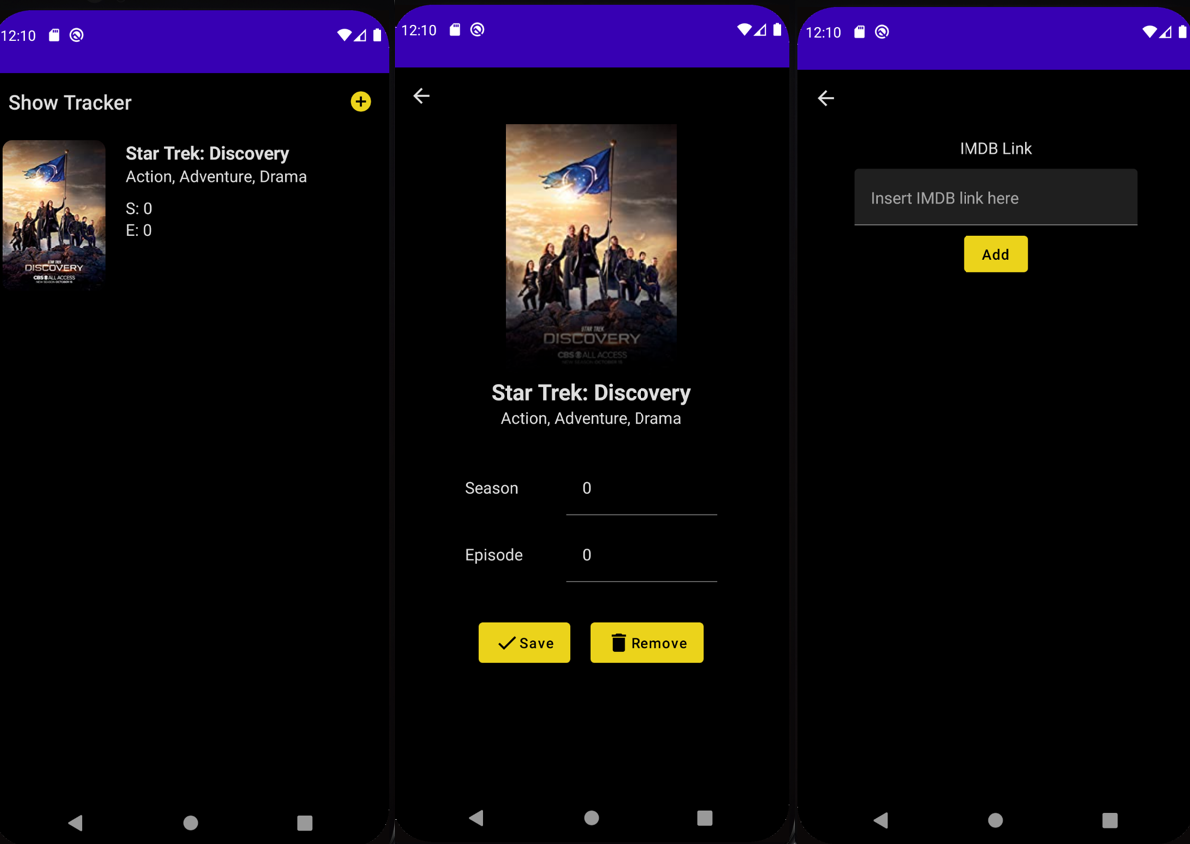 12:10
Show Tracker
STAR TREK
DISCOVERY
CBS ALL ACCESS
Star Trek: Discovery
Action, Adventure, Drama
S: 0
E: 0
12:10
STAR TREK
DISCOVERY
CBS ALL ACCESS
Star Trek: Discovery
Action, Adventure, Drama
Season 0
Episode 0
Save Remove
12:10
IMDB Link
Insert IMDB link here
Add